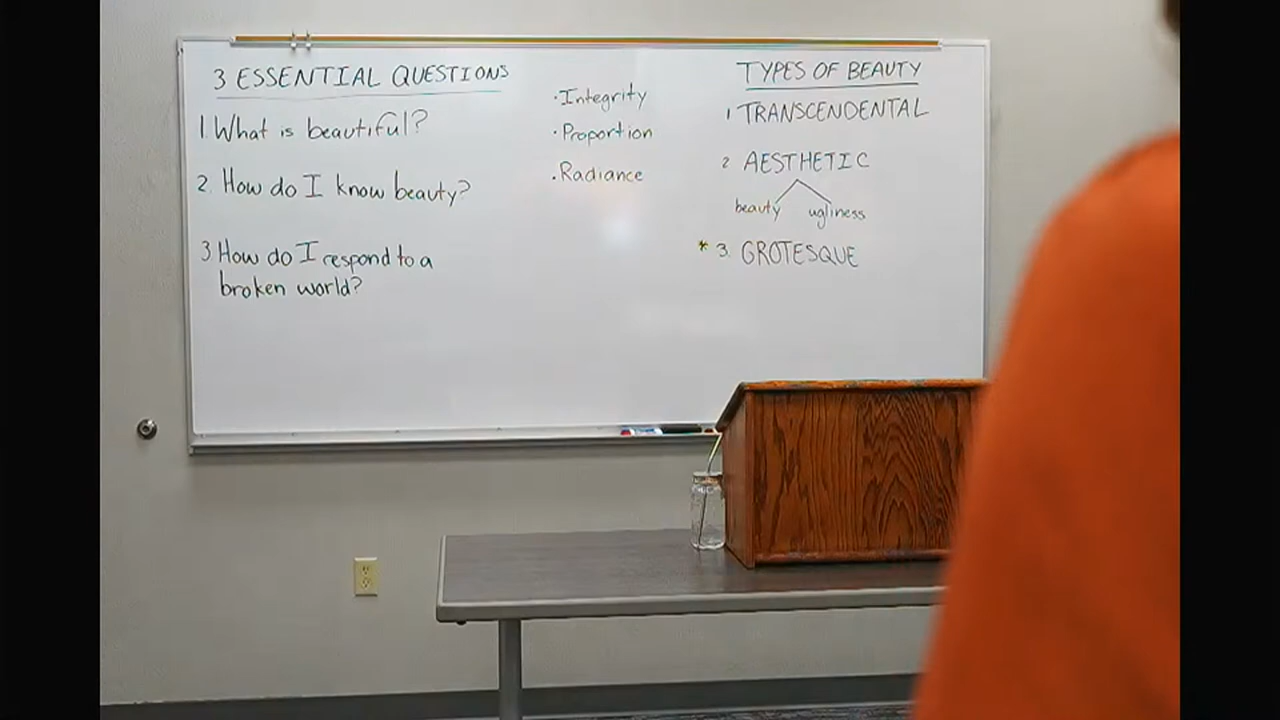 3 ESSENTIAL QUESTIONS
1 What is beautiful?
2. How do I know beauty?
3 How do I respond to a
broken world?
· Integrity
· Proportion
· Radiance
TYPES OF BEAUTY
1 TRANSCENDENTAL
2 AESTHETIC
beauty ugliness
* 3. GROTESQUE